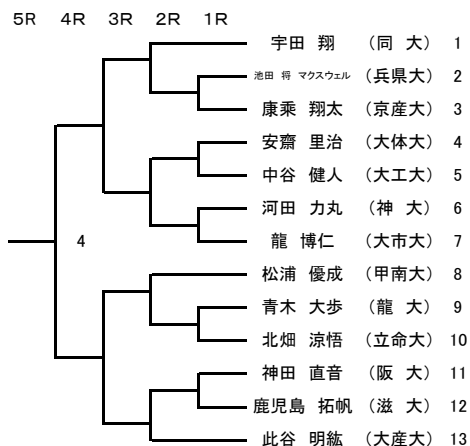 5R 4R 3R 2R 1R
宇田 翔 (同 大) 1
池田 将 マクスウェル (兵県大) 2
康乗 翔太 (京産大) 3
安齋 里治 (大体大) 4
中谷 健人 (大工大) 5
河田 力丸 (神 大) 6
龍 博仁 (大市大) 7
4
松浦 優成 (甲南大) 8
青木 大歩 (龍 大) 9
北畑 涼悟 (立命大) 10
神田 直音 (阪 大) 11
鹿児島 拓帆 (滋 大) 12
此谷 明紘 (大産大) 13